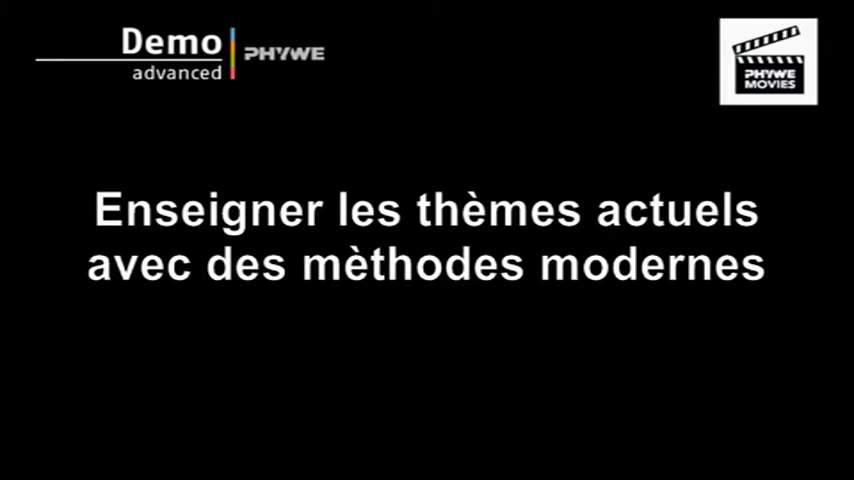 Demo
advanced
PHYWE
PHYWE
MOVIES
Enseigner les thèmes actuels
avec des mèthodes modernes